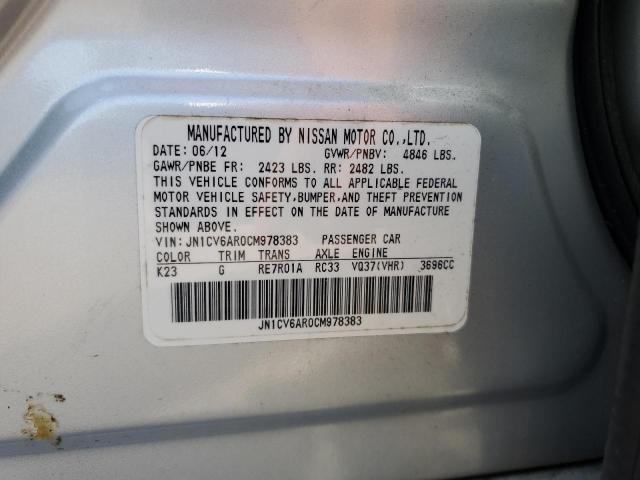 MANUFACTURED BY NISSAN MOTOR CO.,LTD.
DATE: 06/12 GVWR/PNBV: 4846 LBS.
GAWR/PNBE FR: 2423 LBS. RR: 2482 LBS.
THIS VEHICLE CONFORMS TO ALL APPLICABLE FEDERAL
MOTOR VEHICLE SAFETY,BUMPER,AND THEFT PREVENTION
STANDARDS IN EFFECT ON THE DATE OF MANUFACTURE
SHOWN ABOVE.
VIN: JN1CV6AR0CM978383 PASSENGER CAR
COLOR TRIM TRANS AXLE ENGINE
K23 G RE7R01A RC33 VQ37(VHR) 3696CC
JN1CV6AR0CM978383